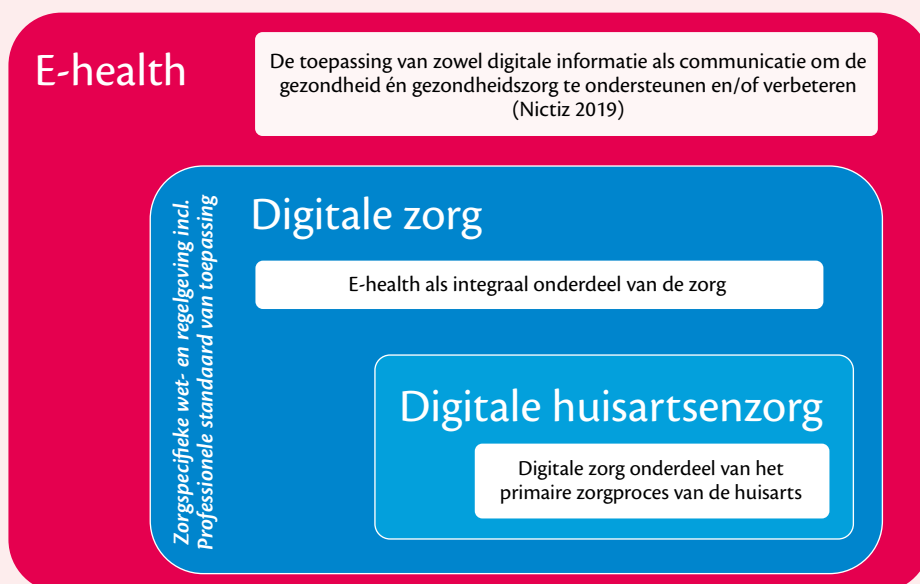 E-health
De toepassing van zowel digitale informatie als communicatie om de
gezondheid én gezondheidszorg te ondersteunen en/of verbeteren
(Nictiz 2019)
Zorgspecifieke wet- en regelgeving incl.
Professionele standaard van toepassing
Digitale zorg
E-health als integraal onderdeel van de zorg
Digitale huisartsenzorg
Digitale zorg onderdeel van het
primaire zorgproces van de huisarts